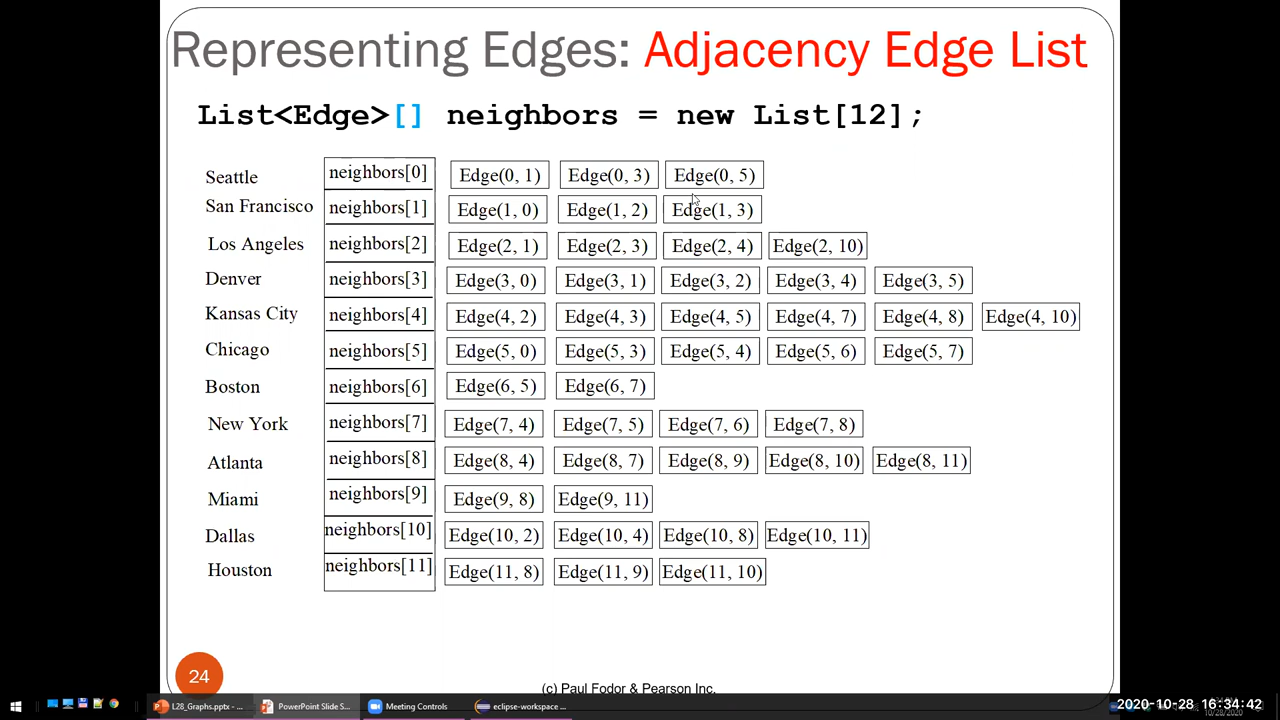 Representing Edges: Adjacency Edge List
List<Edge>[] neighbors = new List[12];
Seattle neighbors[0] Edge(0, 1) Edge(0, 3) Edge(0, 5)
San Francisco neighbors[1] Edge(1, 0) Edge(1, 2) Edge(1, 3)
Los Angeles neighbors[2] Edge(2, 1) Edge(2, 3) Edge(2, 4) Edge(2, 10)
Denver neighbors[3] Edge(3, 0) Edge(3, 1) Edge(3, 2) Edge(3, 4) Edge(3, 5)
Kansas City neighbors[4] Edge(4, 2) Edge(4, 3) Edge(4, 5) Edge(4, 7) Edge(4, 8) Edge(4, 10)
Chicago neighbors[5] Edge(5, 0) Edge(5, 3) Edge(5, 4) Edge(5, 6) Edge(5, 7)
Boston neighbors[6] Edge(6, 5) Edge(6, 7)
New York neighbors[7] Edge(7, 4) Edge(7, 5) Edge(7, 6) Edge(7, 8)
Atlanta neighbors[8] Edge(8, 4) Edge(8, 7) Edge(8, 9) Edge(8, 10) Edge(8, 11)
Miami neighbors[9] Edge(9, 8) Edge(9, 11)
Dallas neighbors[10] Edge(10, 2) Edge(10, 4) Edge(10, 8) Edge(10, 11)
Houston neighbors[11] Edge(11, 8) Edge(11, 9) Edge(11, 10)
24
(c) Paul Fodor & Pearson Inc.
L28_Graphs.pptx - ... PowerPoint Slide S... Meeting Controls eclipse-workspace ...
2020-10-28 16:34:42